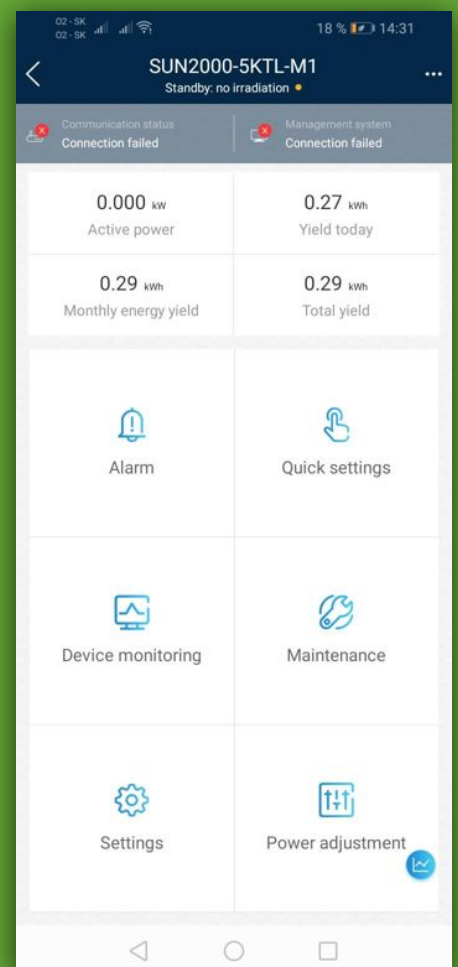 02 - SK
02 - SK
18 % 14:31
SUN2000-5KTL-M1
Standby: no irradiation
Communication status
Connection failed
Management system
Connection failed
0.000 kW
Active power
0.27 kWh
Yield today
0.29 kWh
Monthly energy yield
0.29 kWh
Total yield
Alarm
Quick settings
Device monitoring
Maintenance
Settings
Power adjustment